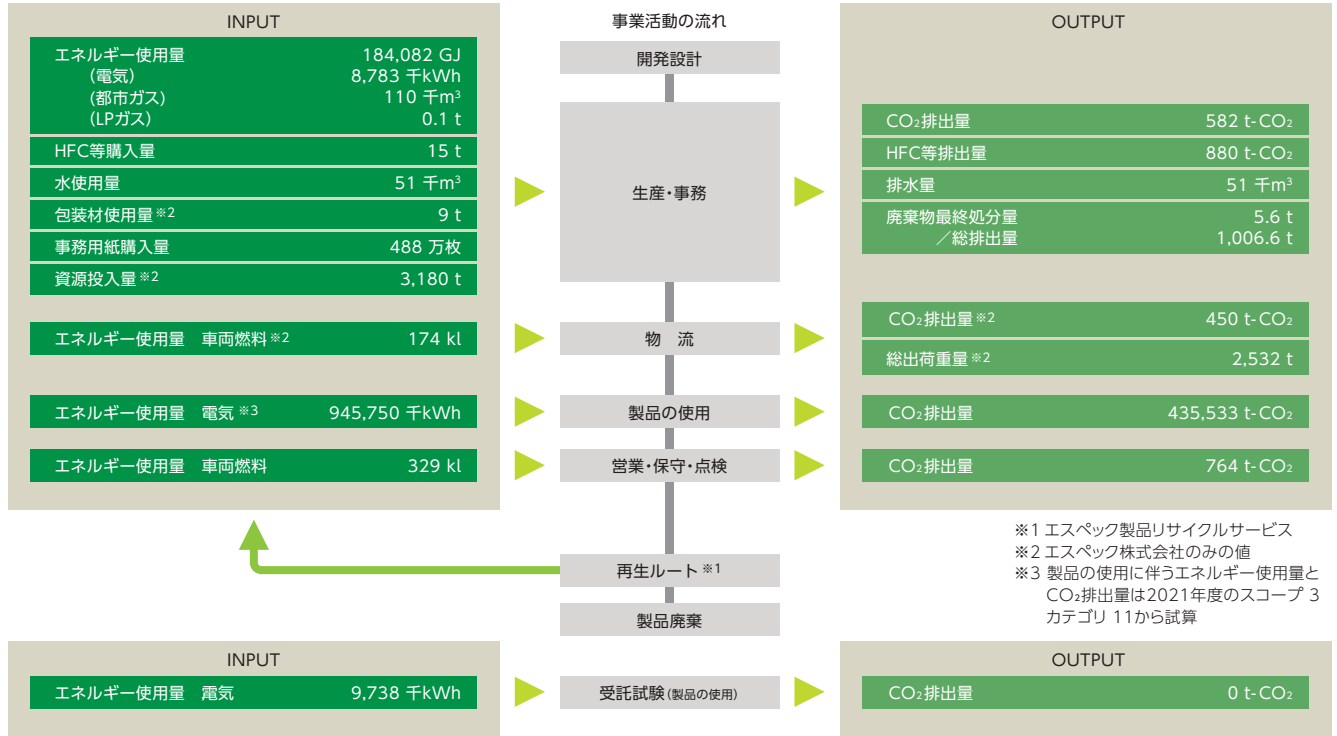 INPUT
事業活動の流れ
OUTPUT
エネルギー使用量 184,082 GJ
(電気) 8,783 千kWh
(都市ガス) 110 千m³
(LPガス) 0.1 t
HFC等購入量 15 t
水使用量 51 千m³
包装材使用量※2 9 t
事務用紙購入量 488 万枚
資源投入量※2 3,180 t
開発設計
生産・事務
CO₂排出量 582 t-CO₂
HFC等排出量 880 t-CO₂
排水量 51 千m³
廃棄物最終処分量 5.6 t
／総排出量 1,006.6 t
エネルギー使用量 車両燃料※2 174 kl
物 流
CO₂排出量※2 450 t-CO₂
総出荷重量※2 2,532 t
エネルギー使用量 電気※3 945,750 千kWh
製品の使用
CO₂排出量 435,533 t-CO₂
エネルギー使用量 車両燃料 329 kl
営業・保守・点検
CO₂排出量 764 t-CO₂
再生ルート※1
製品廃棄
※1 エスペック製品リサイクルサービス
※2 エスペック株式会社のみの値
※3 製品の使用に伴うエネルギー使用量と
CO₂排出量は2021年度のスコープ 3
カテゴリ 11から試算
INPUT
OUTPUT
エネルギー使用量 電気 9,738 千kWh
受託試験(製品の使用)
CO₂排出量 0 t-CO₂